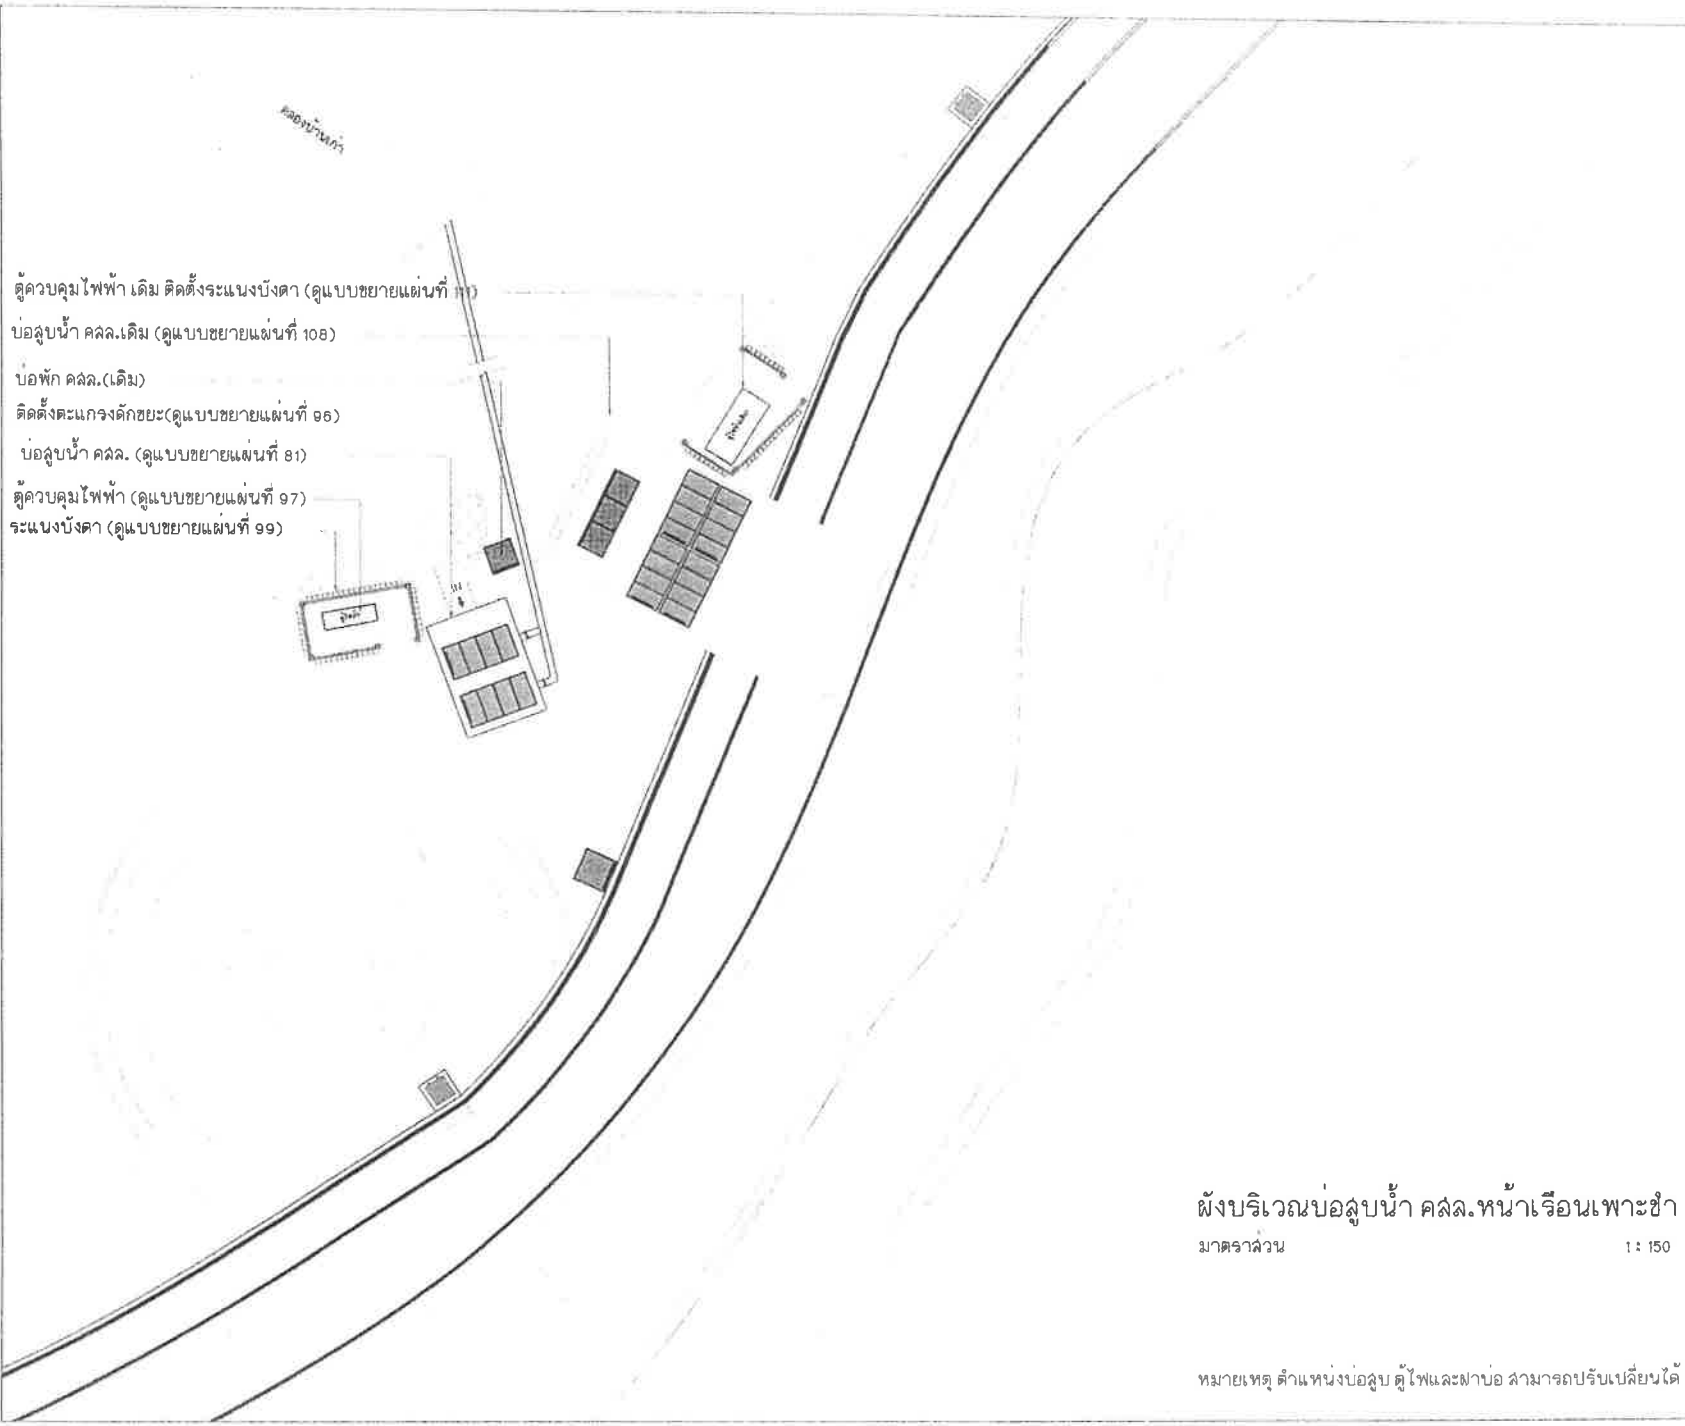 คลองบ้านเก่า
ตู้ควบคุมไฟฟ้า เดิม ติดตั้งระแนงบังตา (ดูแบบขยายแผ่นที่
บ่อสูบน้ำ คสล.เดิม (ดูแบบขยายแผ่นที่ 108)
บ่อพัก คสล.(เดิม)
ติดตั้งตะแกรงดักขยะ(ดูแบบขยายแผ่นที่ 96)
บ่อสูบน้ำ คสล. (ดูแบบขยายแผ่นที่ 81)
ตู้ควบคุมไฟฟ้า (ดูแบบขยายแผ่นที่ 97)
ระแนงบังตา (ดูแบบขยายแผ่นที่ 99)
ผังบริเวณบ่อสูบน้ำ คสล.หน้าเรือนเพาะชำ
มาตราส่วน 1: 150
หมายเหตุ ตำแหน่งบ่อสูบ ตู้ไฟและฝาบ่อ สามารถปรับเปลี่ยนได้